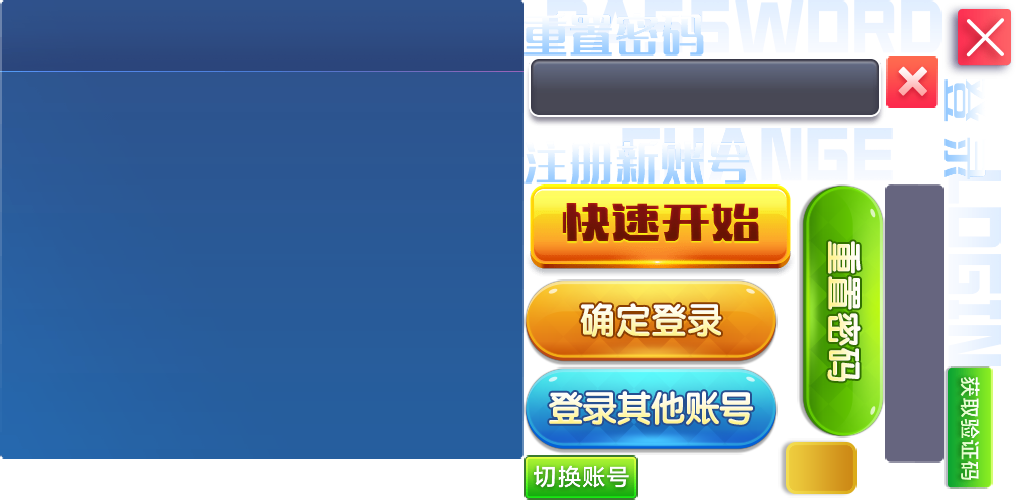 PASSWORD
重置密码
CHANGE
注册新账号
登录
LOGIN
快速开始
重置密码
确定登录
登录其他账号
获取验证码
切换账号